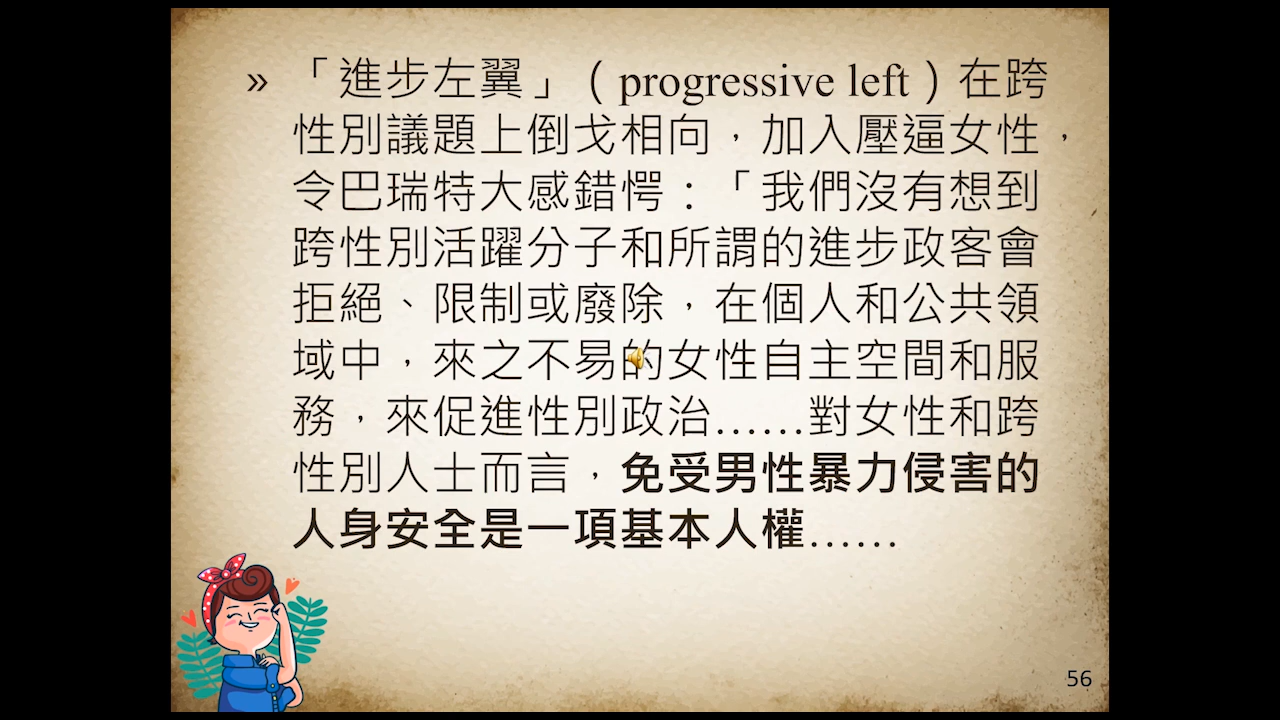 » 「進步左翼」（progressive left）在跨
性別議題上倒戈相向，加入壓逼女性，
令巴瑞特大感錯愕：「我們沒有想到
跨性別活躍分子和所謂的進步政客會
拒絕、限制或廢除，在個人和公共領
域中，來之不易的女性自主空間和服
務，來促進性別政治……對女性和跨
性別人士而言，免受男性暴力侵害的
人身安全是一項基本人權……
56